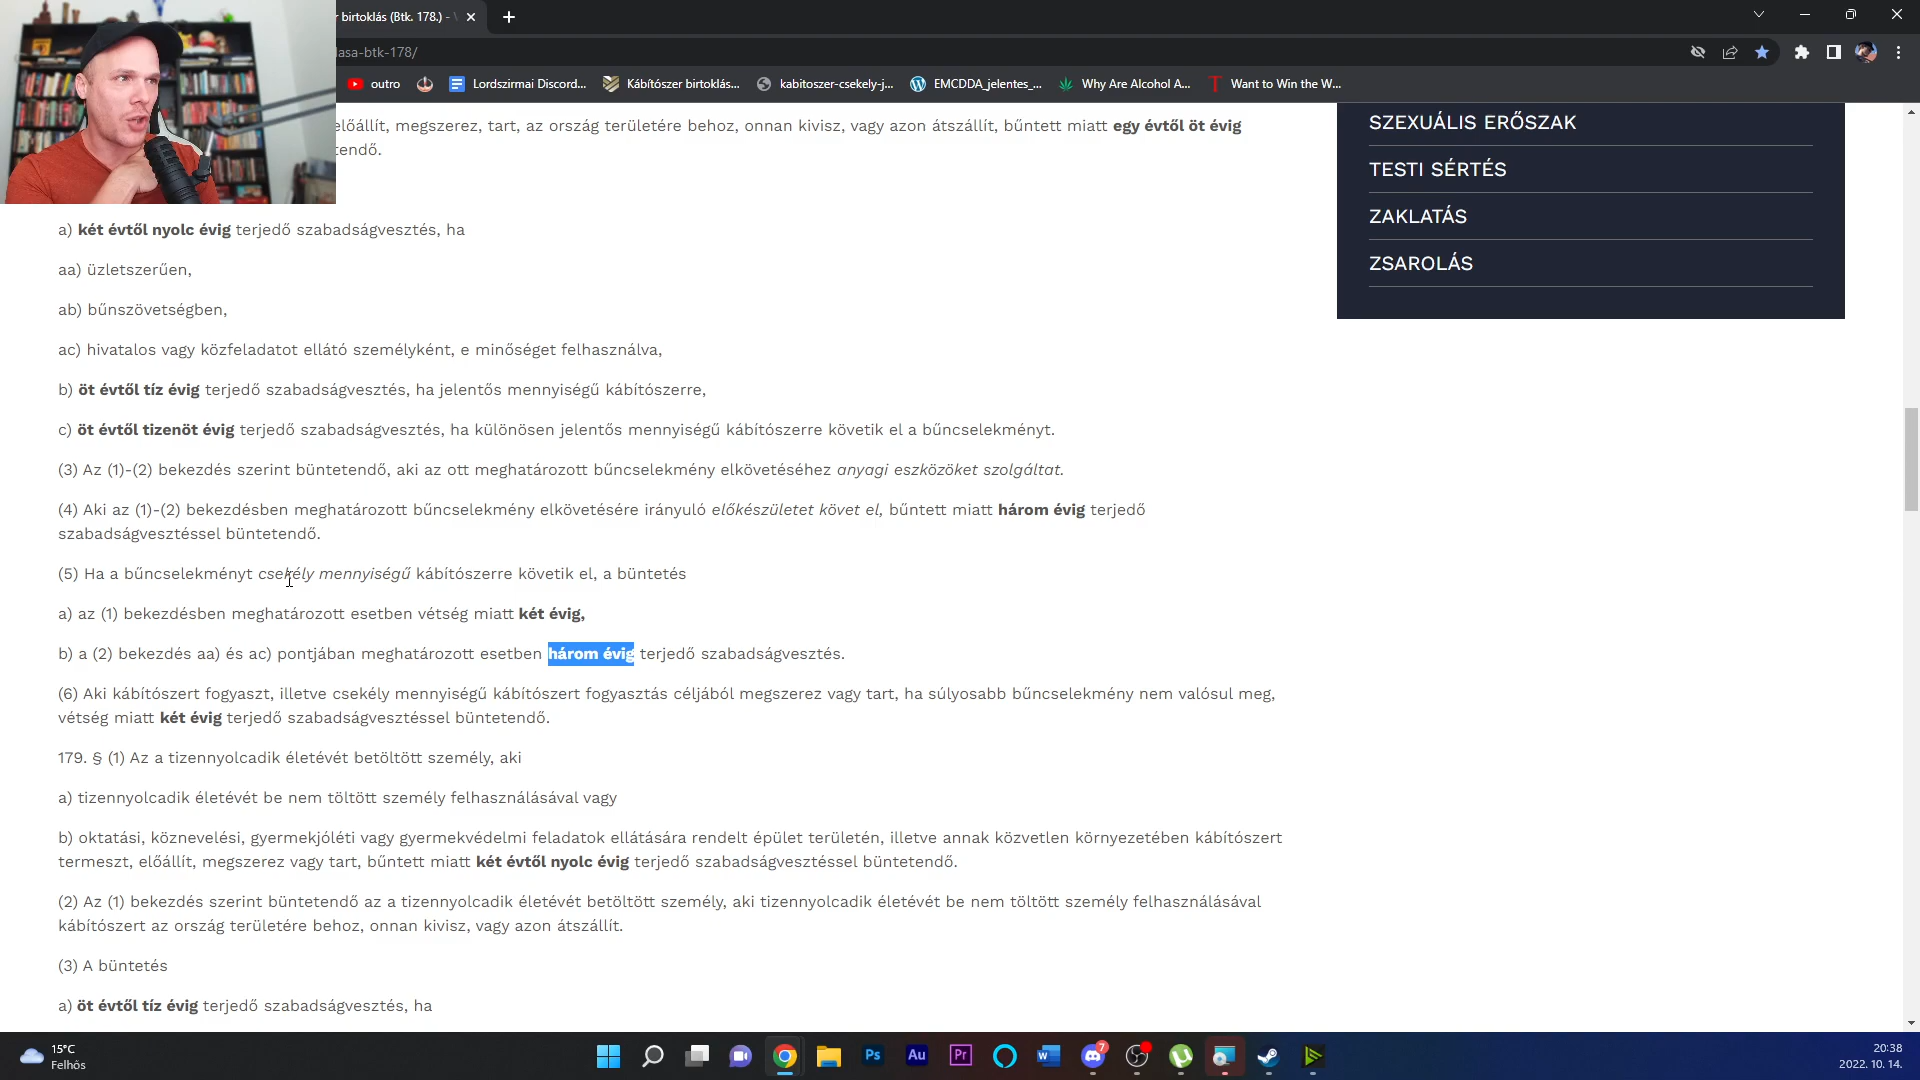 r birtoklás (Btk. 178.) -
lasa-btk-178/
outro
Lordszirmai Discord...
Kábítószer birtoklás...
kabitoszer-csekely-j...
EMCDDA_jelentes_...
Why Are Alcohol A...
Want to Win the W...
előállít, megszerez, tart, az ország területére behoz, onnan kivisz, vagy azon átszállít, bűntett miatt egy évtől öt évig
tendő.
a) két évtől nyolc évig terjedő szabadságvesztés, ha
aa) üzletszerűen,
ab) bűnszövetségben,
ac) hivatalos vagy közfeladatot ellátó személyként, e minőséget felhasználva,
b) öt évtől tíz évig terjedő szabadságvesztés, ha jelentős mennyiségű kábítószerre,
c) öt évtől tizenöt évig terjedő szabadságvesztés, ha különösen jelentős mennyiségű kábítószerre követik el a bűncselekményt.
(3) Az (1)-(2) bekezdés szerint büntetendő, aki az ott meghatározott bűncselekmény elkövetéséhez anyagi eszközöket szolgáltat.
(4) Aki az (1)-(2) bekezdésben meghatározott bűncselekmény elkövetésére irányuló előkészületet követ el, bűntett miatt három évig terjedő
szabadságvesztéssel büntetendő.
(5) Ha a bűncselekményt csekély mennyiségű kábítószerre követik el, a büntetés
a) az (1) bekezdésben meghatározott esetben vétség miatt két évig,
b) a (2) bekezdés aa) és ac) pontjában meghatározott esetben három évig terjedő szabadságvesztés.
(6) Aki kábítószert fogyaszt, illetve csekély mennyiségű kábítószert fogyasztás céljából megszerez vagy tart, ha súlyosabb bűncselekmény nem valósul meg,
vétség miatt két évig terjedő szabadságvesztéssel büntetendő.
179. § (1) Az a tizennyolcadik életévét betöltött személy, aki
a) tizennyolcadik életévét be nem töltött személy felhasználásával vagy
b) oktatási, köznevelési, gyermekjóléti vagy gyermekvédelmi feladatok ellátására rendelt épület területén, illetve annak közvetlen környezetében kábítószert
termeszt, előállít, megszerez vagy tart, bűntett miatt két évtől nyolc évig terjedő szabadságvesztéssel büntetendő.
(2) Az (1) bekezdés szerint büntetendő az a tizennyolcadik életévét betöltött személy, aki tizennyolcadik életévét be nem töltött személy felhasználásával
kábítószert az ország területére behoz, onnan kivisz, vagy azon átszállít.
(3) A büntetés
a) öt évtől tíz évig terjedő szabadságvesztés, ha
SZEXUÁLIS ERŐSZAK
TESTI SÉRTÉS
ZAKLATÁS
ZSAROLÁS
15°C
Felhős
Ps
Au
Pr
W
7
20:38
2022. 10. 14.